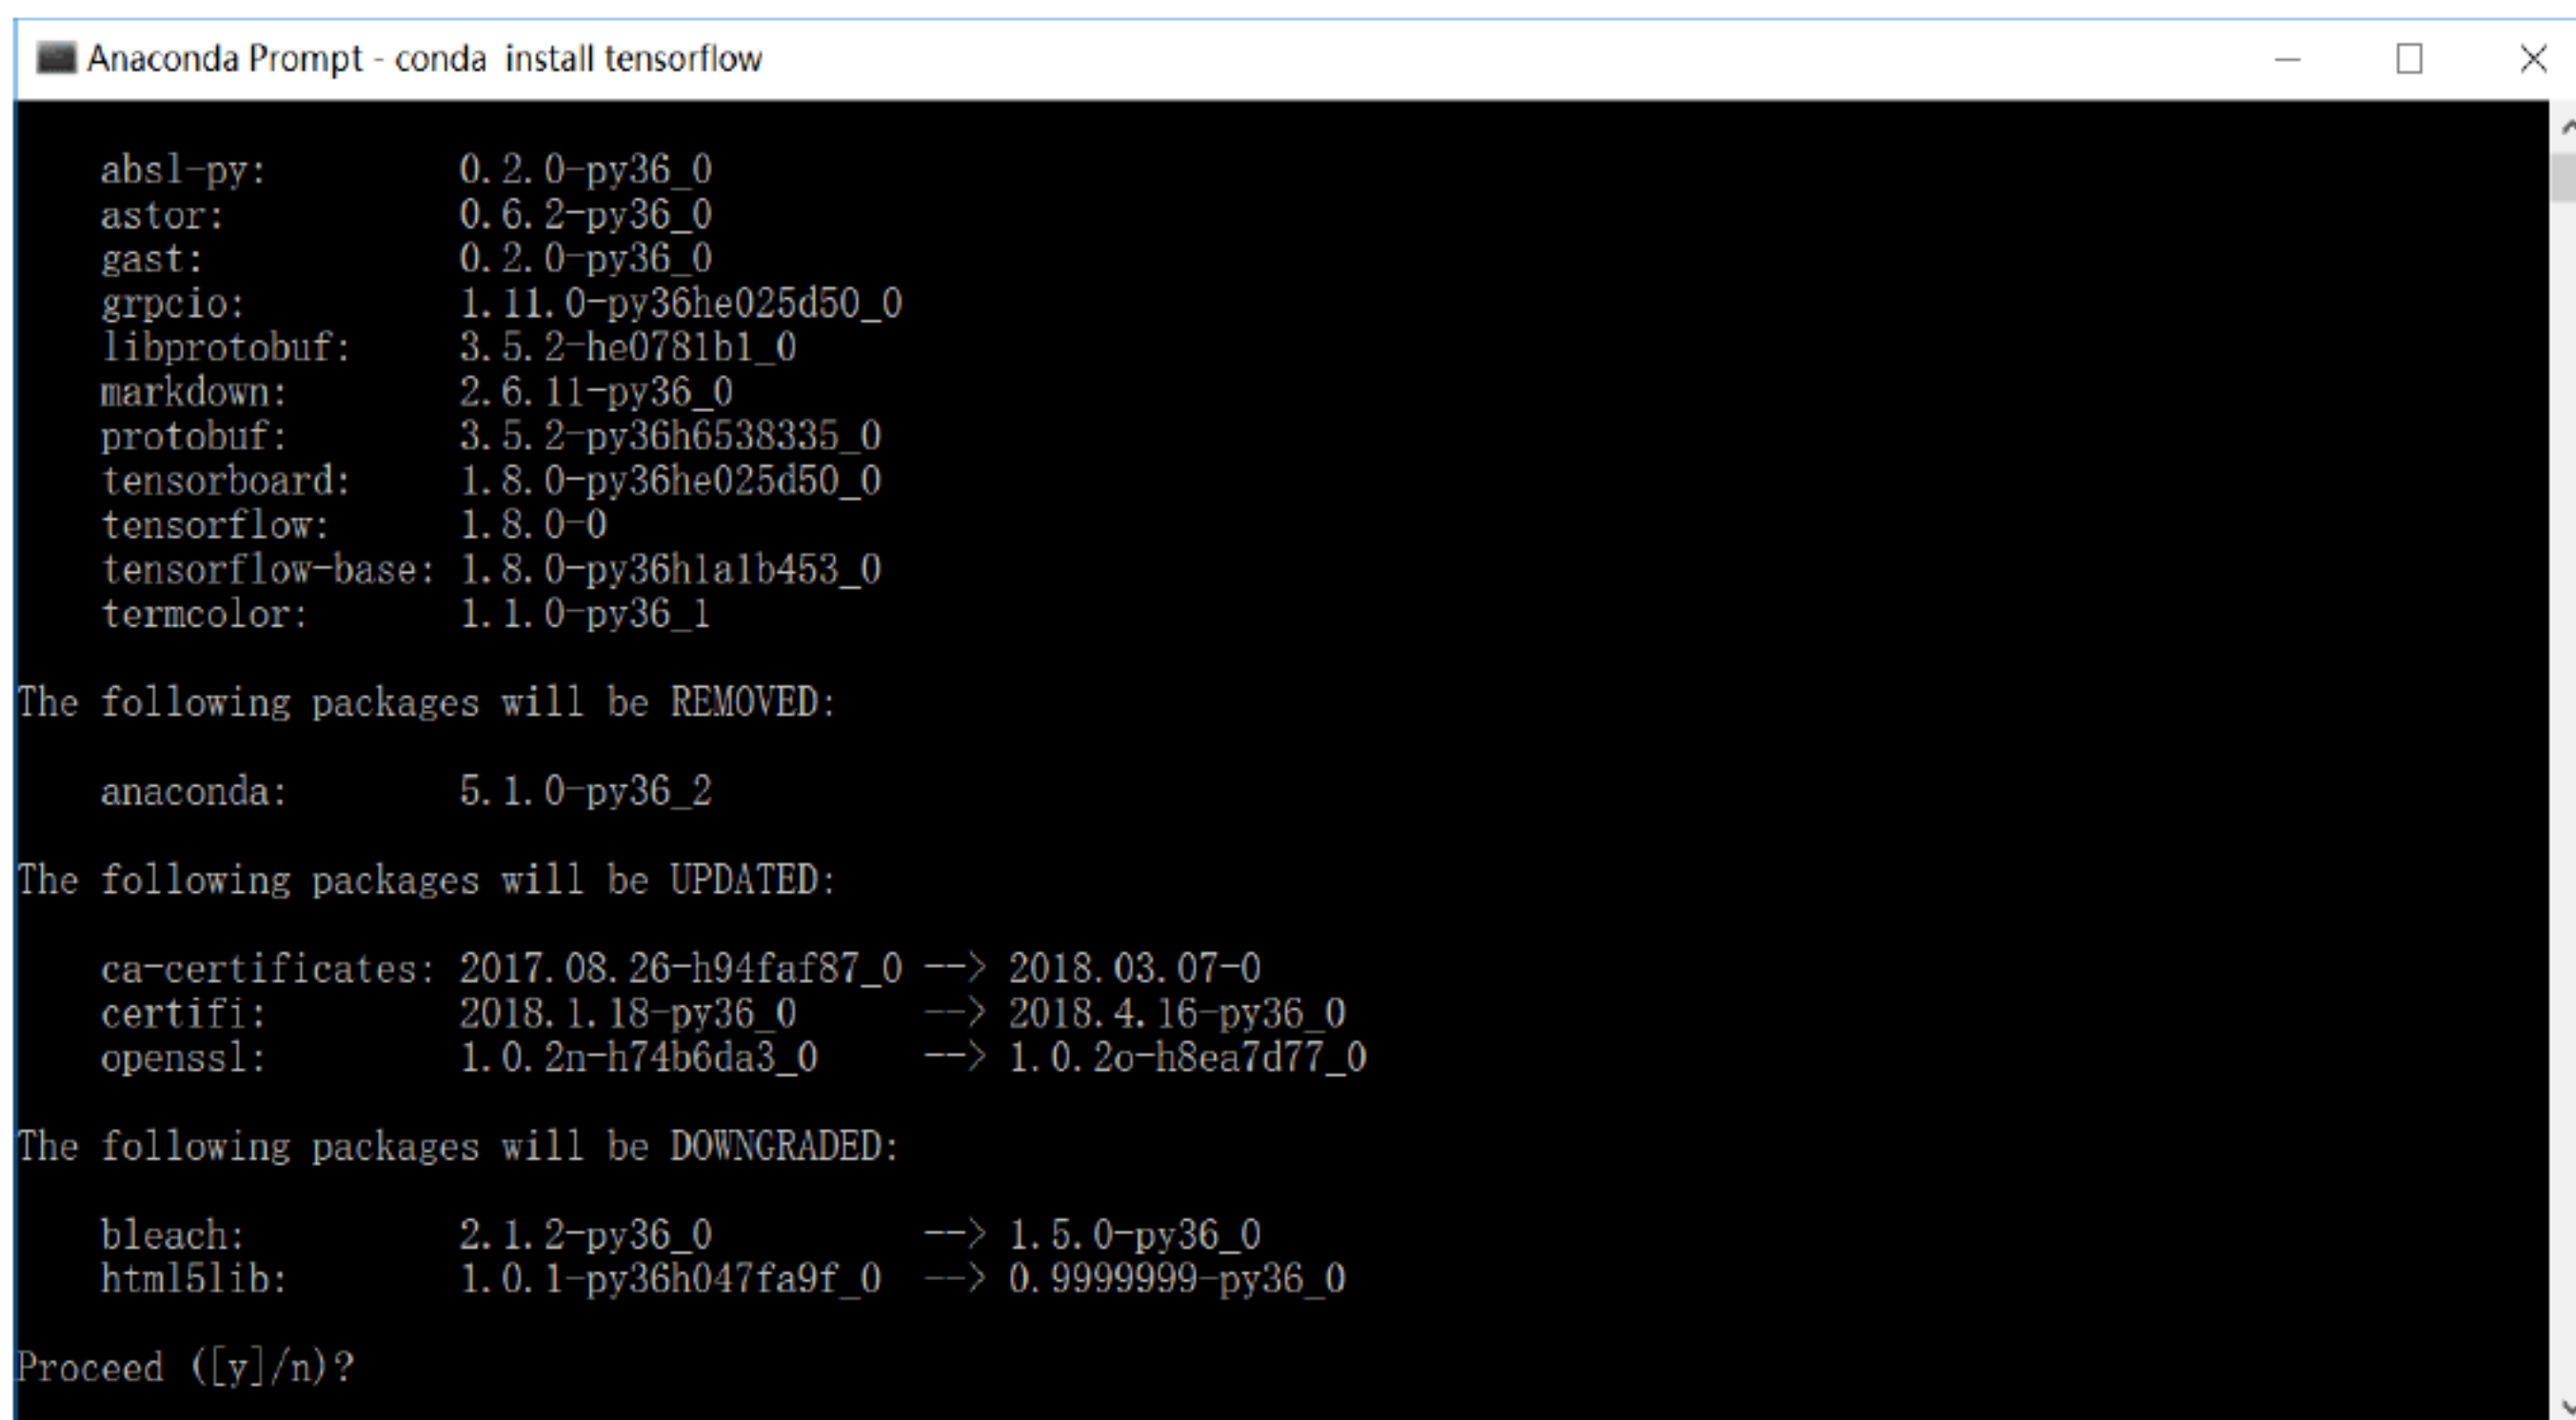 Anaconda Prompt - conda  install tensorflow
absl-py:         0.2.0-py36_0
astor:           0.6.2-py36_0
gast:            0.2.0-py36_0
grpcio:          1.11.0-py36he025d50_0
libprotobuf:     3.5.2-he0781b1_0
markdown:        2.6.11-py36_0
protobuf:        3.5.2-py36h6538335_0
tensorboard:     1.8.0-py36he025d50_0
tensorflow:      1.8.0-0
tensorflow-base: 1.8.0-py36h1a1b453_0
termcolor:       1.1.0-py36_1
The following packages will be REMOVED:
anaconda:        5.1.0-py36_2
The following packages will be UPDATED:
ca-certificates: 2017.08.26-h94faf87_0 --> 2018.03.07-0
certifi:         2018.1.18-py36_0      --> 2018.4.16-py36_0
openssl:         1.0.2n-h74b6da3_0     --> 1.0.2o-h8ea7d77_0
The following packages will be DOWNGRADED:
bleach:          2.1.2-py36_0          --> 1.5.0-py36_0
html5lib:        1.0.1-py36h047fa9f_0  --> 0.9999999-py36_0
Proceed ([y]/n)?